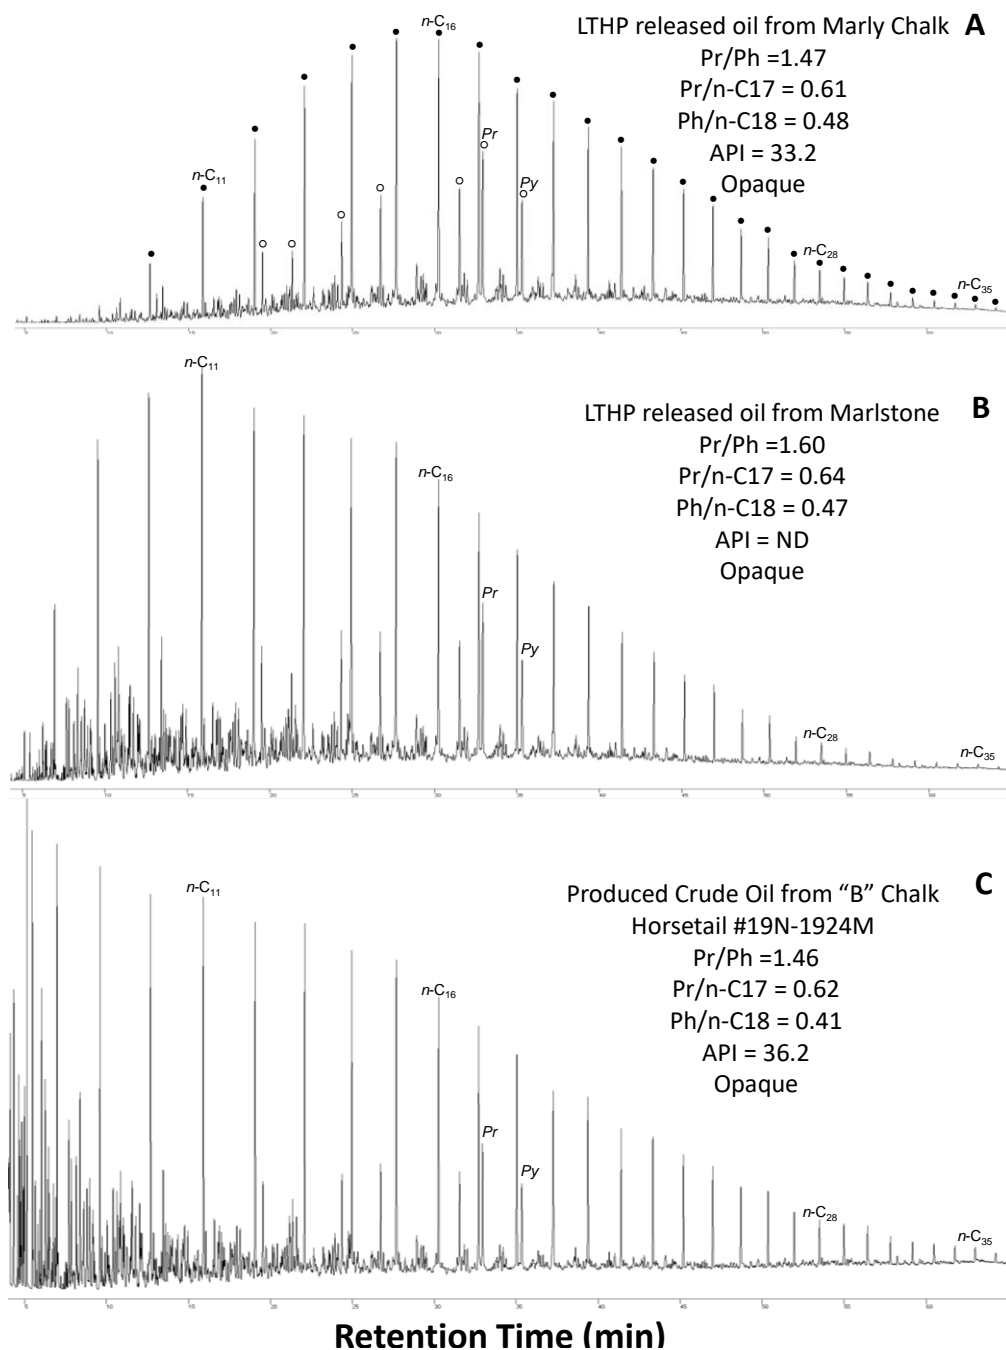 n-C16
LTHP released oil from Marly Chalk A
Pr/Ph =1.47
Pr/n-C17 = 0.61
Ph/n-C18 = 0.48
API = 33.2
Opaque
Pr
n-C11
Py
n-C28
n-C35
n-C11
LTHP released oil from Marlstone B
Pr/Ph =1.60
Pr/n-C17 = 0.64
n-C16
Ph/n-C18 = 0.47
API = ND
Opaque
Pr
Py
n-C28
n-C35
n-C11
Produced Crude Oil from “B” Chalk C
Horsetail #19N-1924M
Pr/Ph =1.46
Pr/n-C17 = 0.62
n-C16
Ph/n-C18 = 0.41
API = 36.2
Opaque
Pr
Py
n-C28
n-C35
Retention Time (min)